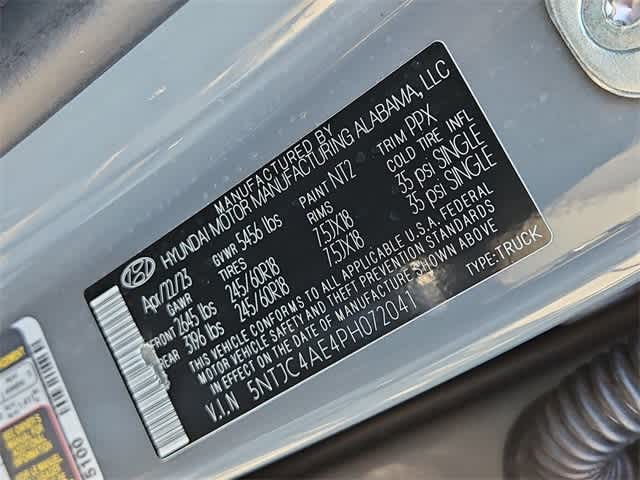 MANUFACTURED BY
HYUNDAI MOTOR MANUFACTURING ALABAMA, LLC
Apr/22/23 GVWR 5456 lbs PAINT NT2 TRIM PPX
GAWR TIRES RIMS COLD TIRE INFL
FRONT 2645 lbs 245/60R18 7.5JX18 35 psi SINGLE
REAR 3196 lbs 245/60R18 7.5JX18 35 psi SINGLE
THIS VEHICLE CONFORMS TO ALL APPLICABLE U.S.A. FEDERAL
MOTOR VEHICLE SAFETY AND THEFT PREVENTION STANDARDS
IN EFFECT ON THE DATE OF MANUFACTURE SHOWN ABOVE
V.I.N 5NTJC4AE4PH072041 TYPE:TRUCK
5100